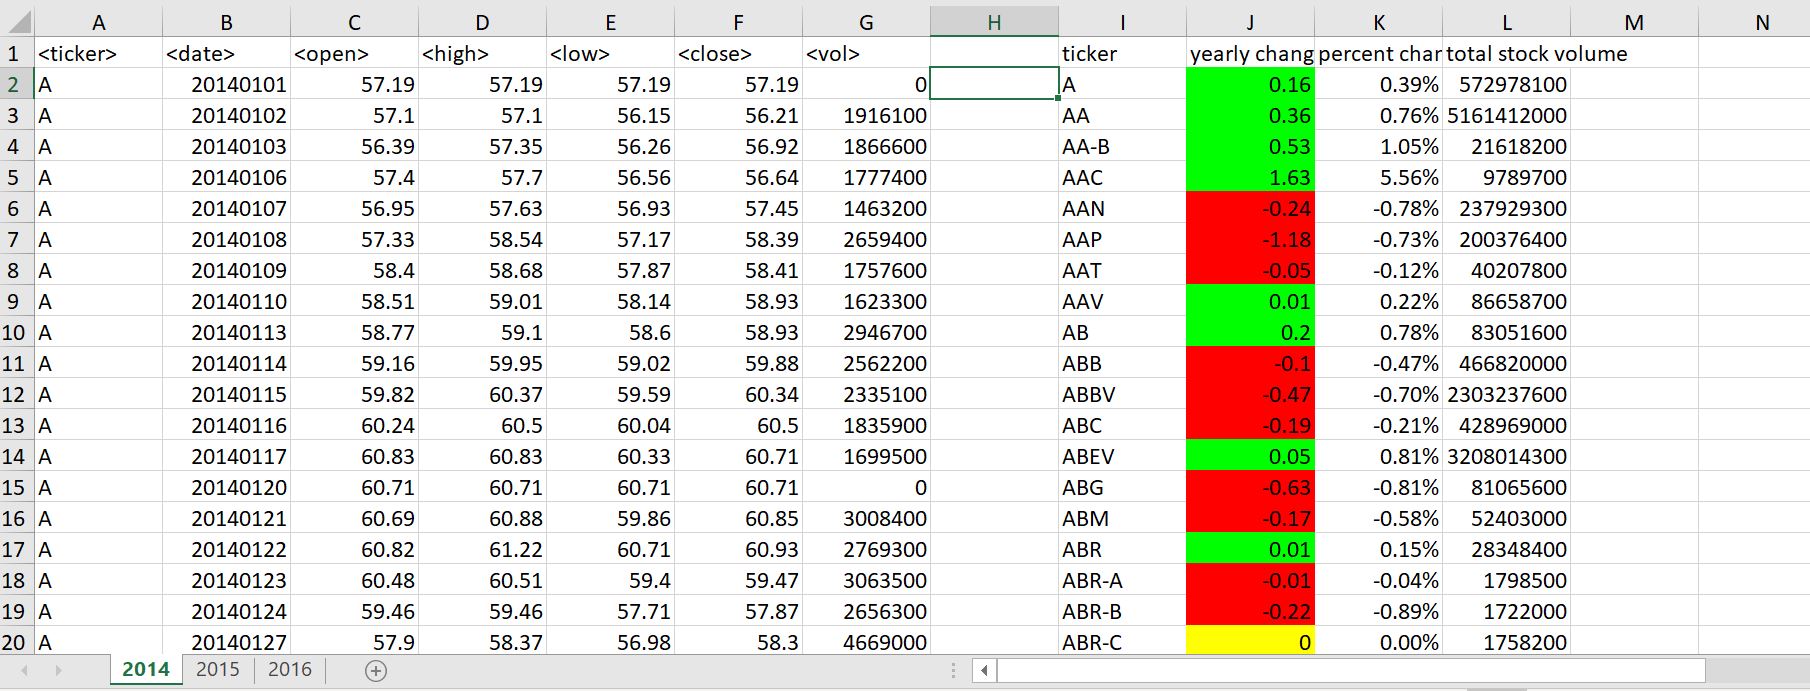 A B C D E F G H I J K L M N
1 <ticker> <date> <open> <high> <low> <close> <vol> ticker yearly chang percent char total stock volume
2 A 20140101 57.19 57.19 57.19 57.19 0 A 0.16 0.39% 572978100
3 A 20140102 57.1 57.1 56.15 56.21 1916100 AA 0.36 0.76% 5161412000
4 A 20140103 56.39 57.35 56.26 56.92 1866600 AA-B 0.53 1.05% 21618200
5 A 20140106 57.4 57.7 56.56 56.64 1777400 AAC 1.63 5.56% 9789700
6 A 20140107 56.95 57.63 56.93 57.45 1463200 AAN -0.24 -0.78% 237929300
7 A 20140108 57.33 58.54 57.17 58.39 2659400 AAP -1.18 -0.73% 200376400
8 A 20140109 58.4 58.68 57.87 58.41 1757600 AAT -0.05 -0.12% 40207800
9 A 20140110 58.51 59.01 58.14 58.93 1623300 AAV 0.01 0.22% 86658700
10 A 20140113 58.77 59.1 58.6 58.93 2946700 AB 0.2 0.78% 83051600
11 A 20140114 59.16 59.95 59.02 59.88 2562200 ABB -0.1 -0.47% 466820000
12 A 20140115 59.82 60.37 59.59 60.34 2335100 ABBV -0.47 -0.70% 2303237600
13 A 20140116 60.24 60.5 60.04 60.5 1835900 ABC -0.19 -0.21% 428969000
14 A 20140117 60.83 60.83 60.33 60.71 1699500 ABEV 0.05 0.81% 3208014300
15 A 20140120 60.71 60.71 60.71 60.71 0 ABG -0.63 -0.81% 81065600
16 A 20140121 60.69 60.88 59.86 60.85 3008400 ABM -0.17 -0.58% 52403000
17 A 20140122 60.82 61.22 60.71 60.93 2769300 ABR 0.01 0.15% 28348400
18 A 20140123 60.48 60.51 59.4 59.47 3063500 ABR-A -0.01 -0.04% 1798500
19 A 20140124 59.46 59.46 57.71 57.87 2656300 ABR-B -0.22 -0.89% 1722000
20 A 20140127 57.9 58.37 56.98 58.3 4669000 ABR-C 0 0.00% 1758200
2014 2015 2016